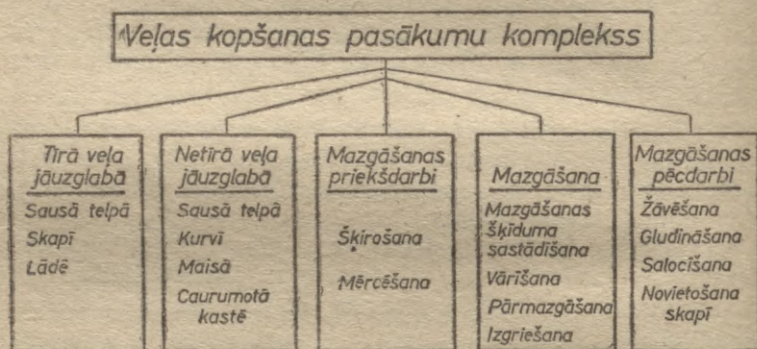 Veļas kopšanas pasākumu komplekss
Tīrā veļa
jāuzglabā
Sausā telpā
Skapī
Lādē
Netīrā veļa
jāuzglabā
Sausā telpā
Kurvī
Maisā
Caurumotā
kastē
Mazgāšanas
priekšdarbi
Šķirošana
Mērcēšana
Mazgāšana
Mazgāšanas
šķīduma
sastādīšana
Vārīšana
Pārmazgāšana
Izgriešana
Mazgāšanas
pēcdarbi
Žāvēšana
Gludināšana
Salocīšana
Novietošana
skapī